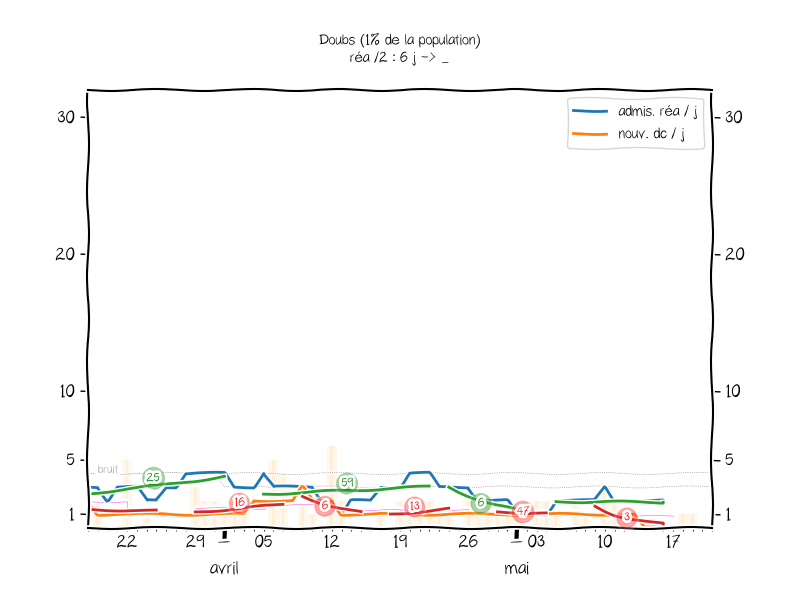 Doubs (1% de la population)
réa /2 : 6 j -> _
admis. réa / j
nouv. dc / j
30 30
20 20
10 10
5 5
1 1
bruit
25 59 16 6 13 6 47 3
22 29 05 12 19 26 03 10 17
avril mai